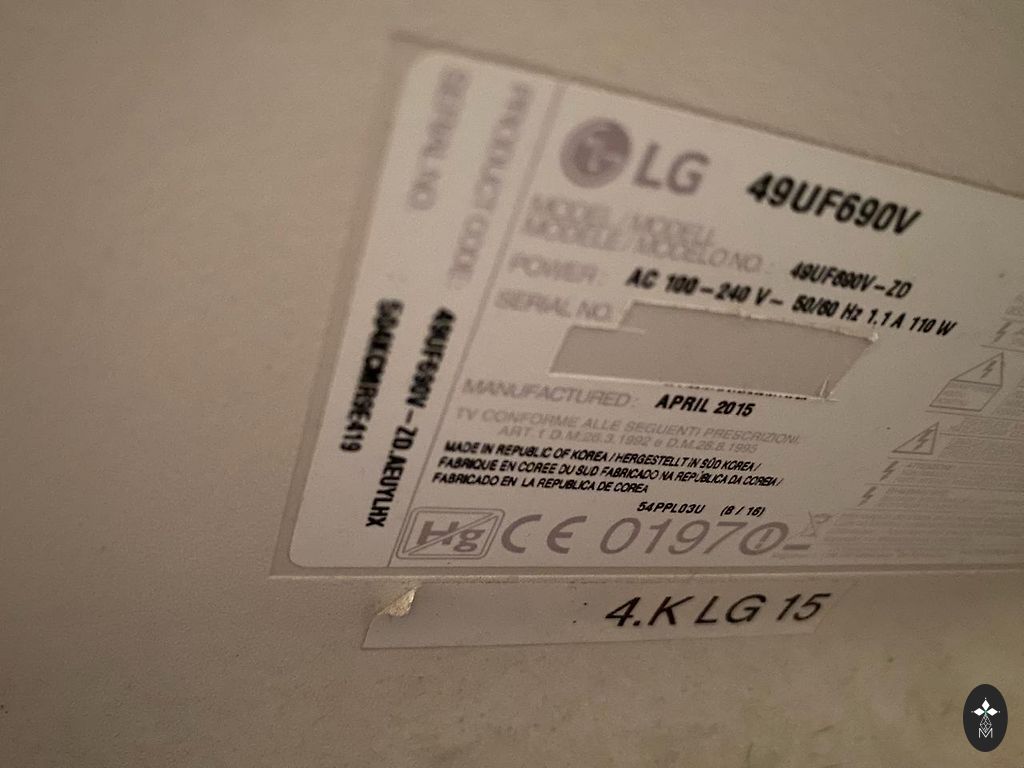 SERIAL NO
PRODUCT CODE:
49UF690V-ZD.AEUYLHX
LG 49UF690V
MODEL / MODELL
MODELE / MODELO NO. : 49UF690V-ZD
POWER : AC 100-240 V~ 50/60 Hz 1.1 A 110 W
SERIAL NO. :
MANUFACTURED : APRIL 2015
TV CONFORME ALLE SEGUENTI PRESCRIZIONI
ART. 1 D.M.26.3.1992 e D.M.28.8.1995
MADE IN REPUBLIC OF KOREA / HERGESTELLT IN SÜD KOREA /
FABRIQUE EN COREE DU SUD FABRICADO NA REPÚBLICA DA COREIA /
FABRICADO EN LA REPUBLICA DE COREA
54PPL03U (8 / 16)
Hg CE 0197
4.K LG 15
M